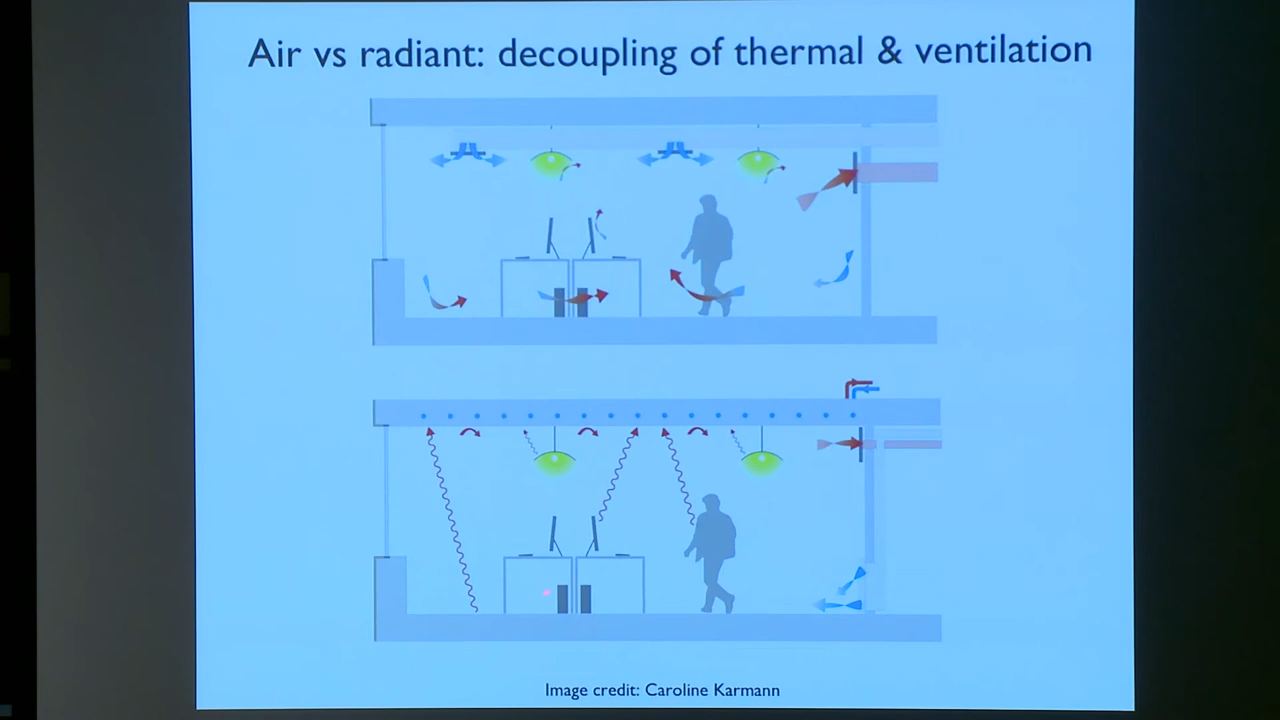 Air vs radiant: decoupling of thermal & ventilation
Image credit: Caroline Karmann